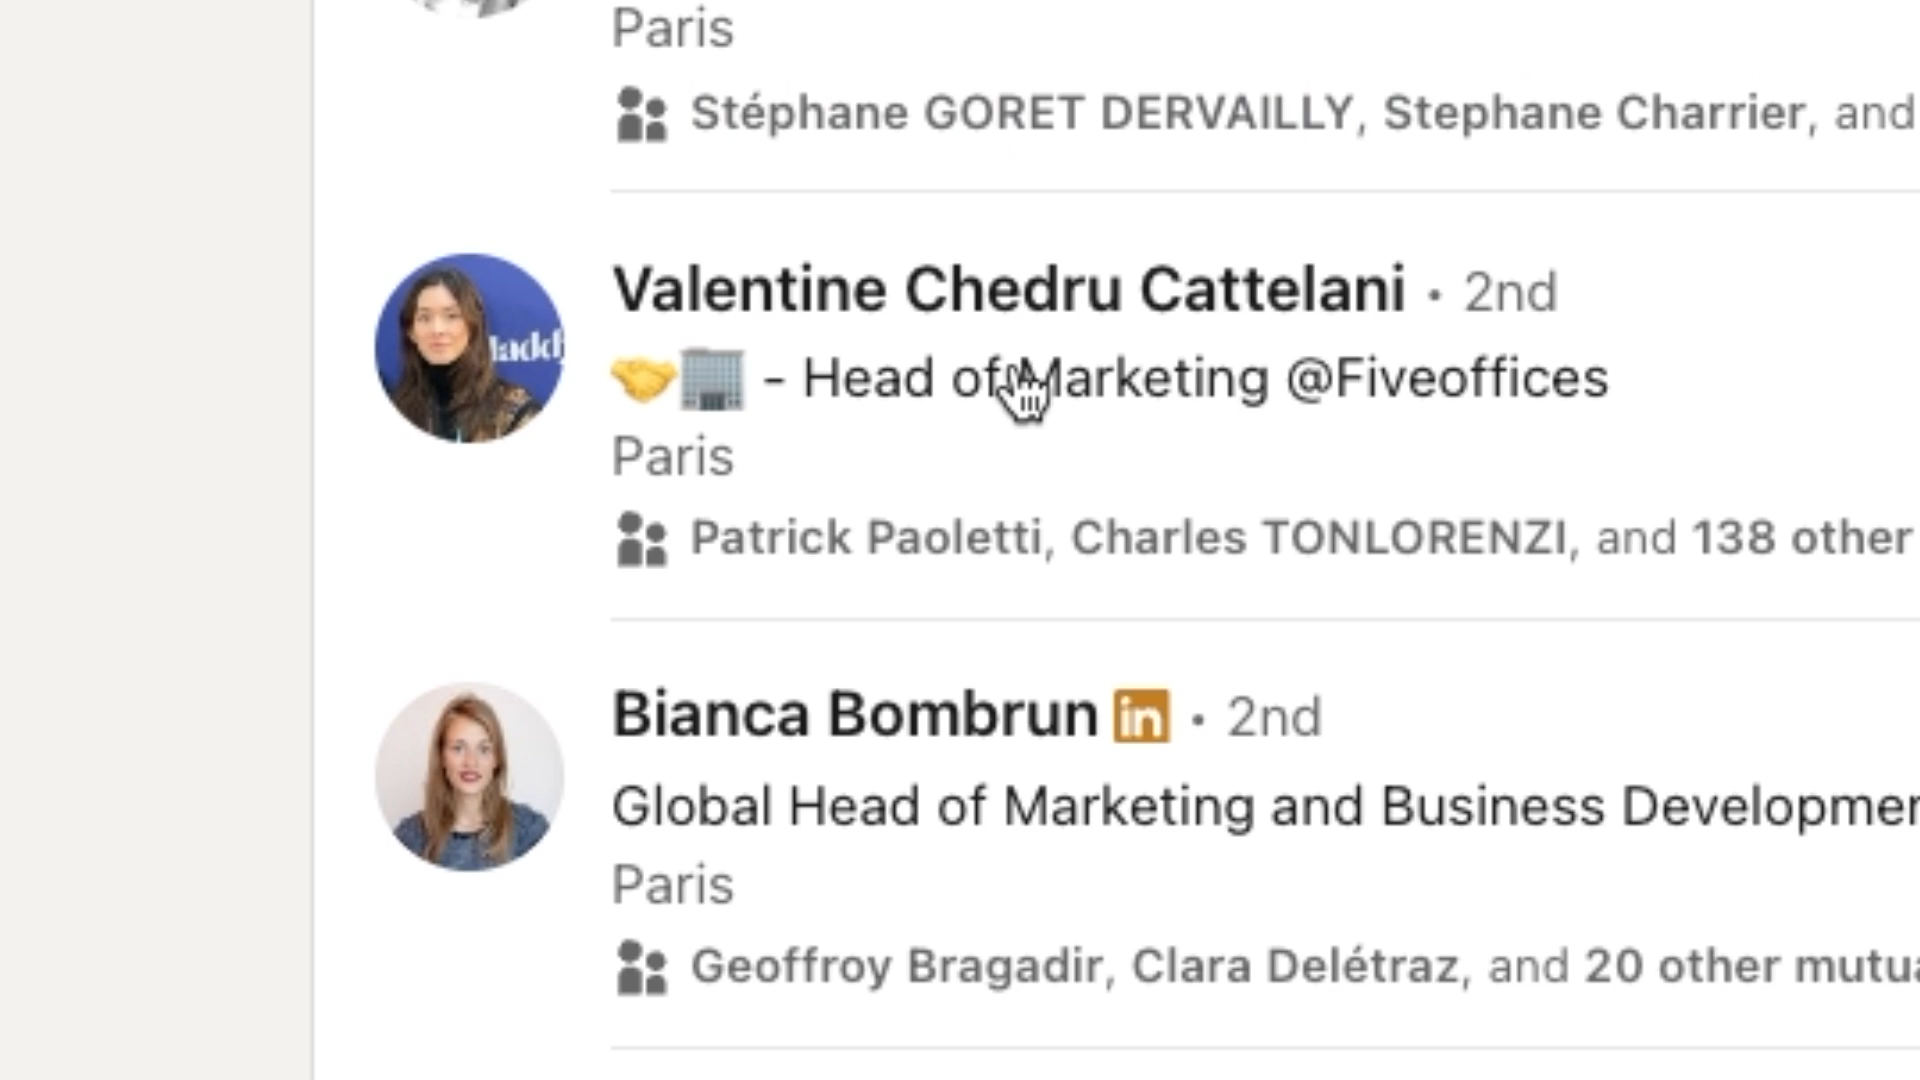 Paris
Stéphane GORET DERVAILLY, Stephane Charrier, and
Valentine Chedru Cattelani • 2nd
🤝🏢 - Head of Marketing @Fiveoffices
Paris
Patrick Paoletti, Charles TONLORENZI, and 138 other
Bianca Bombrun in • 2nd
Global Head of Marketing and Business
Paris
Geoffroy Bragadir, Clara Delétraz, and 20 other